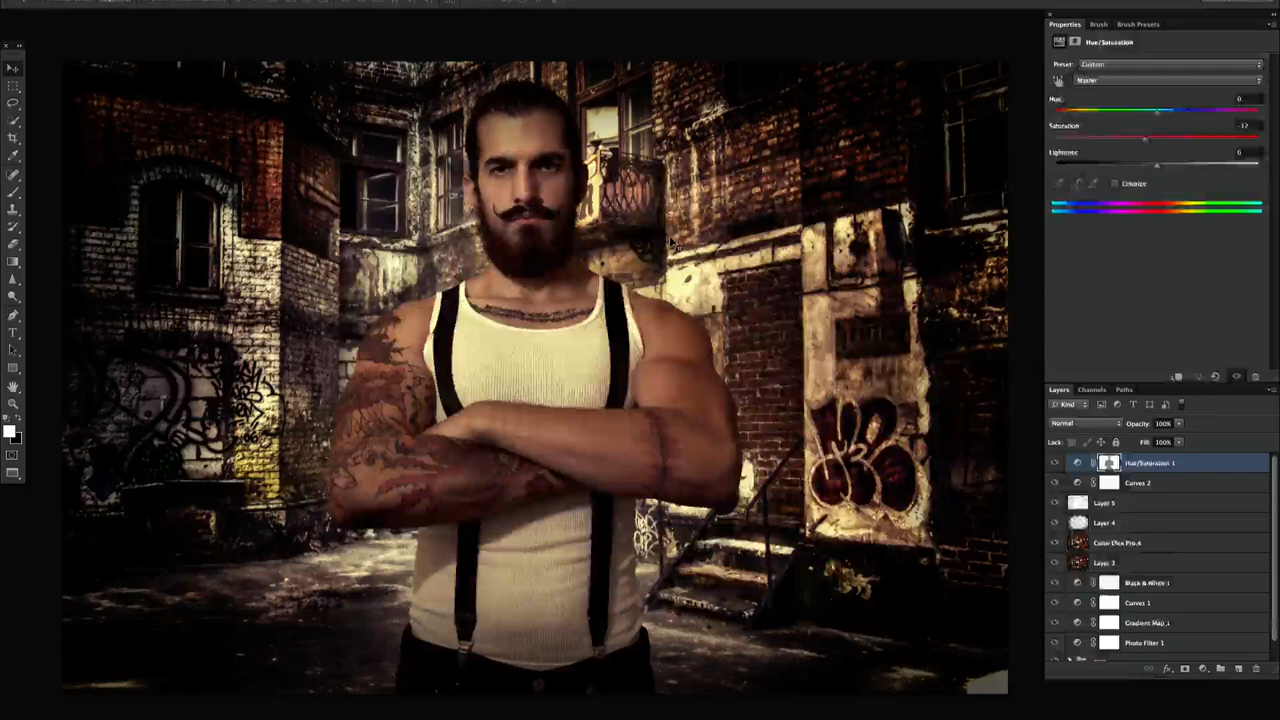 Properties Brush Brush Presets
Hue/Saturation
Preset: Custom
Master
Hue: 0
Saturation: -12
Lightness: 0
Colorize
Layers Channels Paths
Kind
Normal Opacity: 100%
Lock: Fill: 100%
Hue/Saturation 1
Curves 2
Layer 5
Layer 4
Color Efex Pro 4
Layer 3
Black & White 1
Curves 1
Gradient Map 1
Photo Filter 1